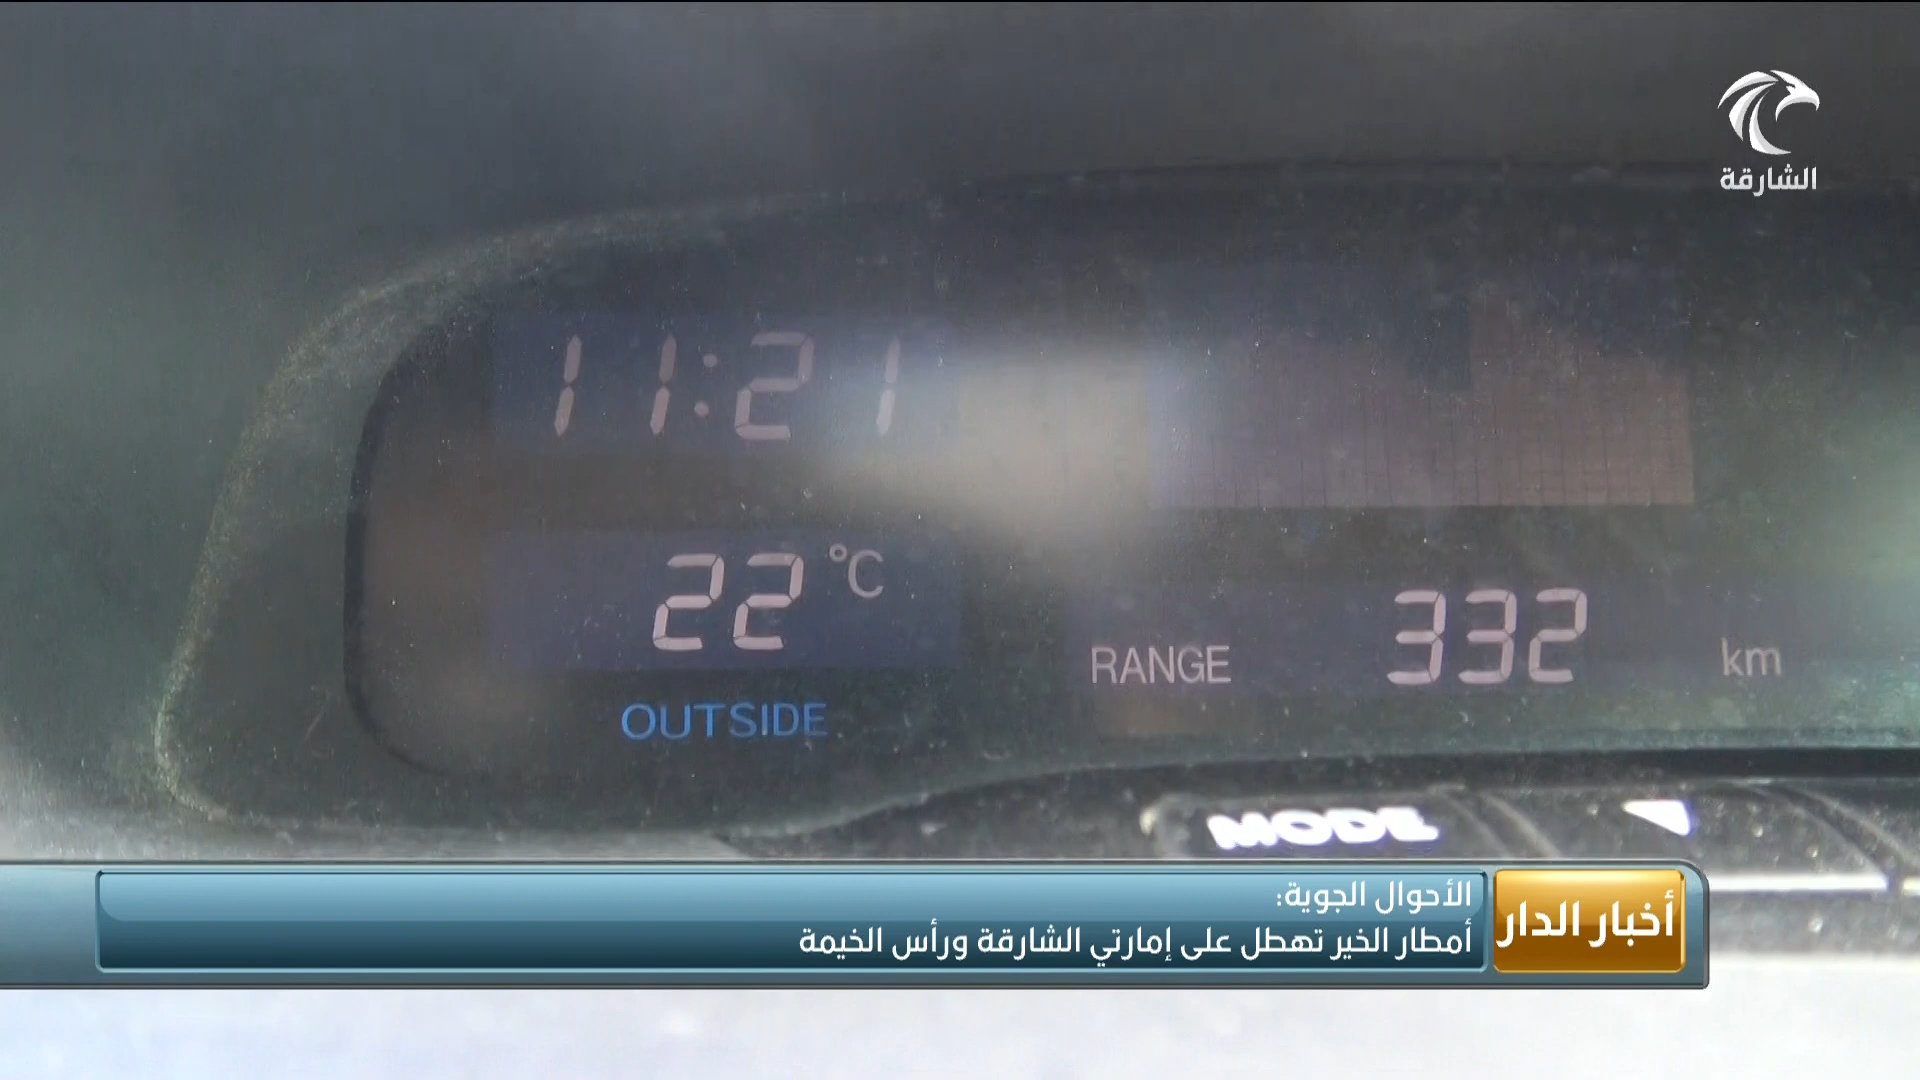 الشارقة
11:21
22 °C
OUTSIDE
RANGE 332 km
MODE
أخبار الدار
الأحوال الجوية:
أمطار الخير تهطل على إمارتي الشارقة ورأس الخيمة